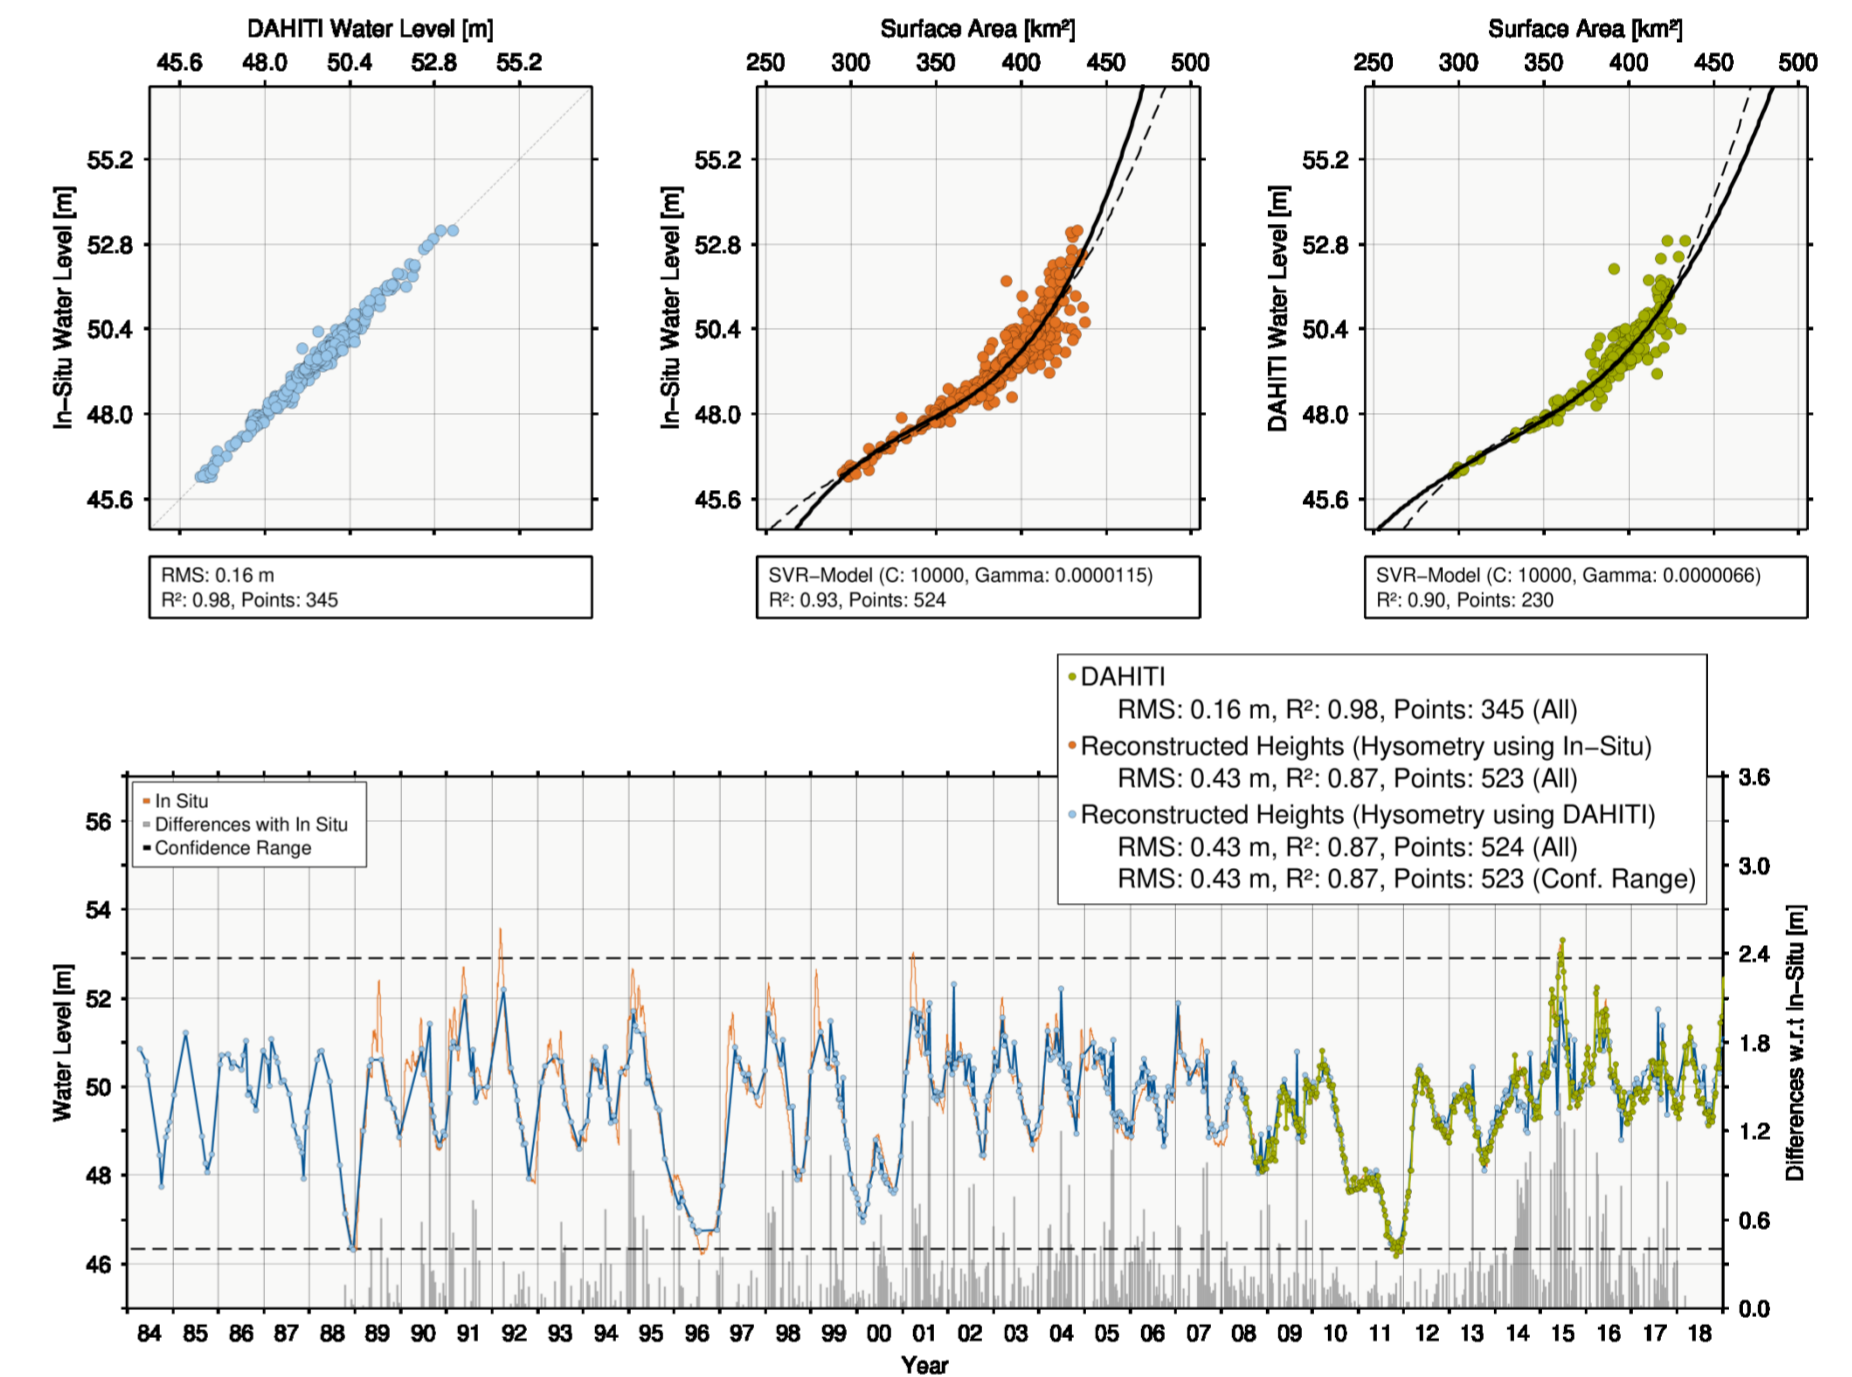 DAHITI Water Level [m]
45.6 48.0 50.4 52.8 55.2
In−Situ Water Level [m]
55.2
52.8
50.4
48.0
45.6
RMS: 0.16 m
R²: 0.98, Points: 345
Surface Area [km²]
250 300 350 400 450 500
In−Situ Water Level [m]
55.2
52.8
50.4
48.0
45.6
SVR−Model (C: 10000, Gamma: 0.0000115)
R²: 0.93, Points: 524
Surface Area [km²]
250 300 350 400 450 500
DAHITI Water Level [m]
55.2
52.8
50.4
48.0
45.6
SVR−Model (C: 10000, Gamma: 0.0000066)
R²: 0.90, Points: 230
DAHITI
RMS: 0.16 m, R²: 0.98, Points: 345 (All)
Reconstructed Heights (Hysometry using In−Situ)
RMS: 0.43 m, R²: 0.87, Points: 523 (All)
Reconstructed Heights (Hysometry using DAHITI)
RMS: 0.43 m, R²: 0.87, Points: 524 (All)
RMS: 0.43 m, R²: 0.87, Points: 523 (Conf. Range)
In Situ
Differences with In Situ
Confidence Range
Water Level [m]
56
54
52
50
48
46
3.6
3.0
2.4
1.8
1.2
0.6
0.0
Differences w.r.t In−Situ [m]
84 85 86 87 88 89 90 91 92 93 94 95 96 97 98 99 00 01 02 03 04 05 06 07 08 09 10 11 12 13 14 15 16 17 18
Year